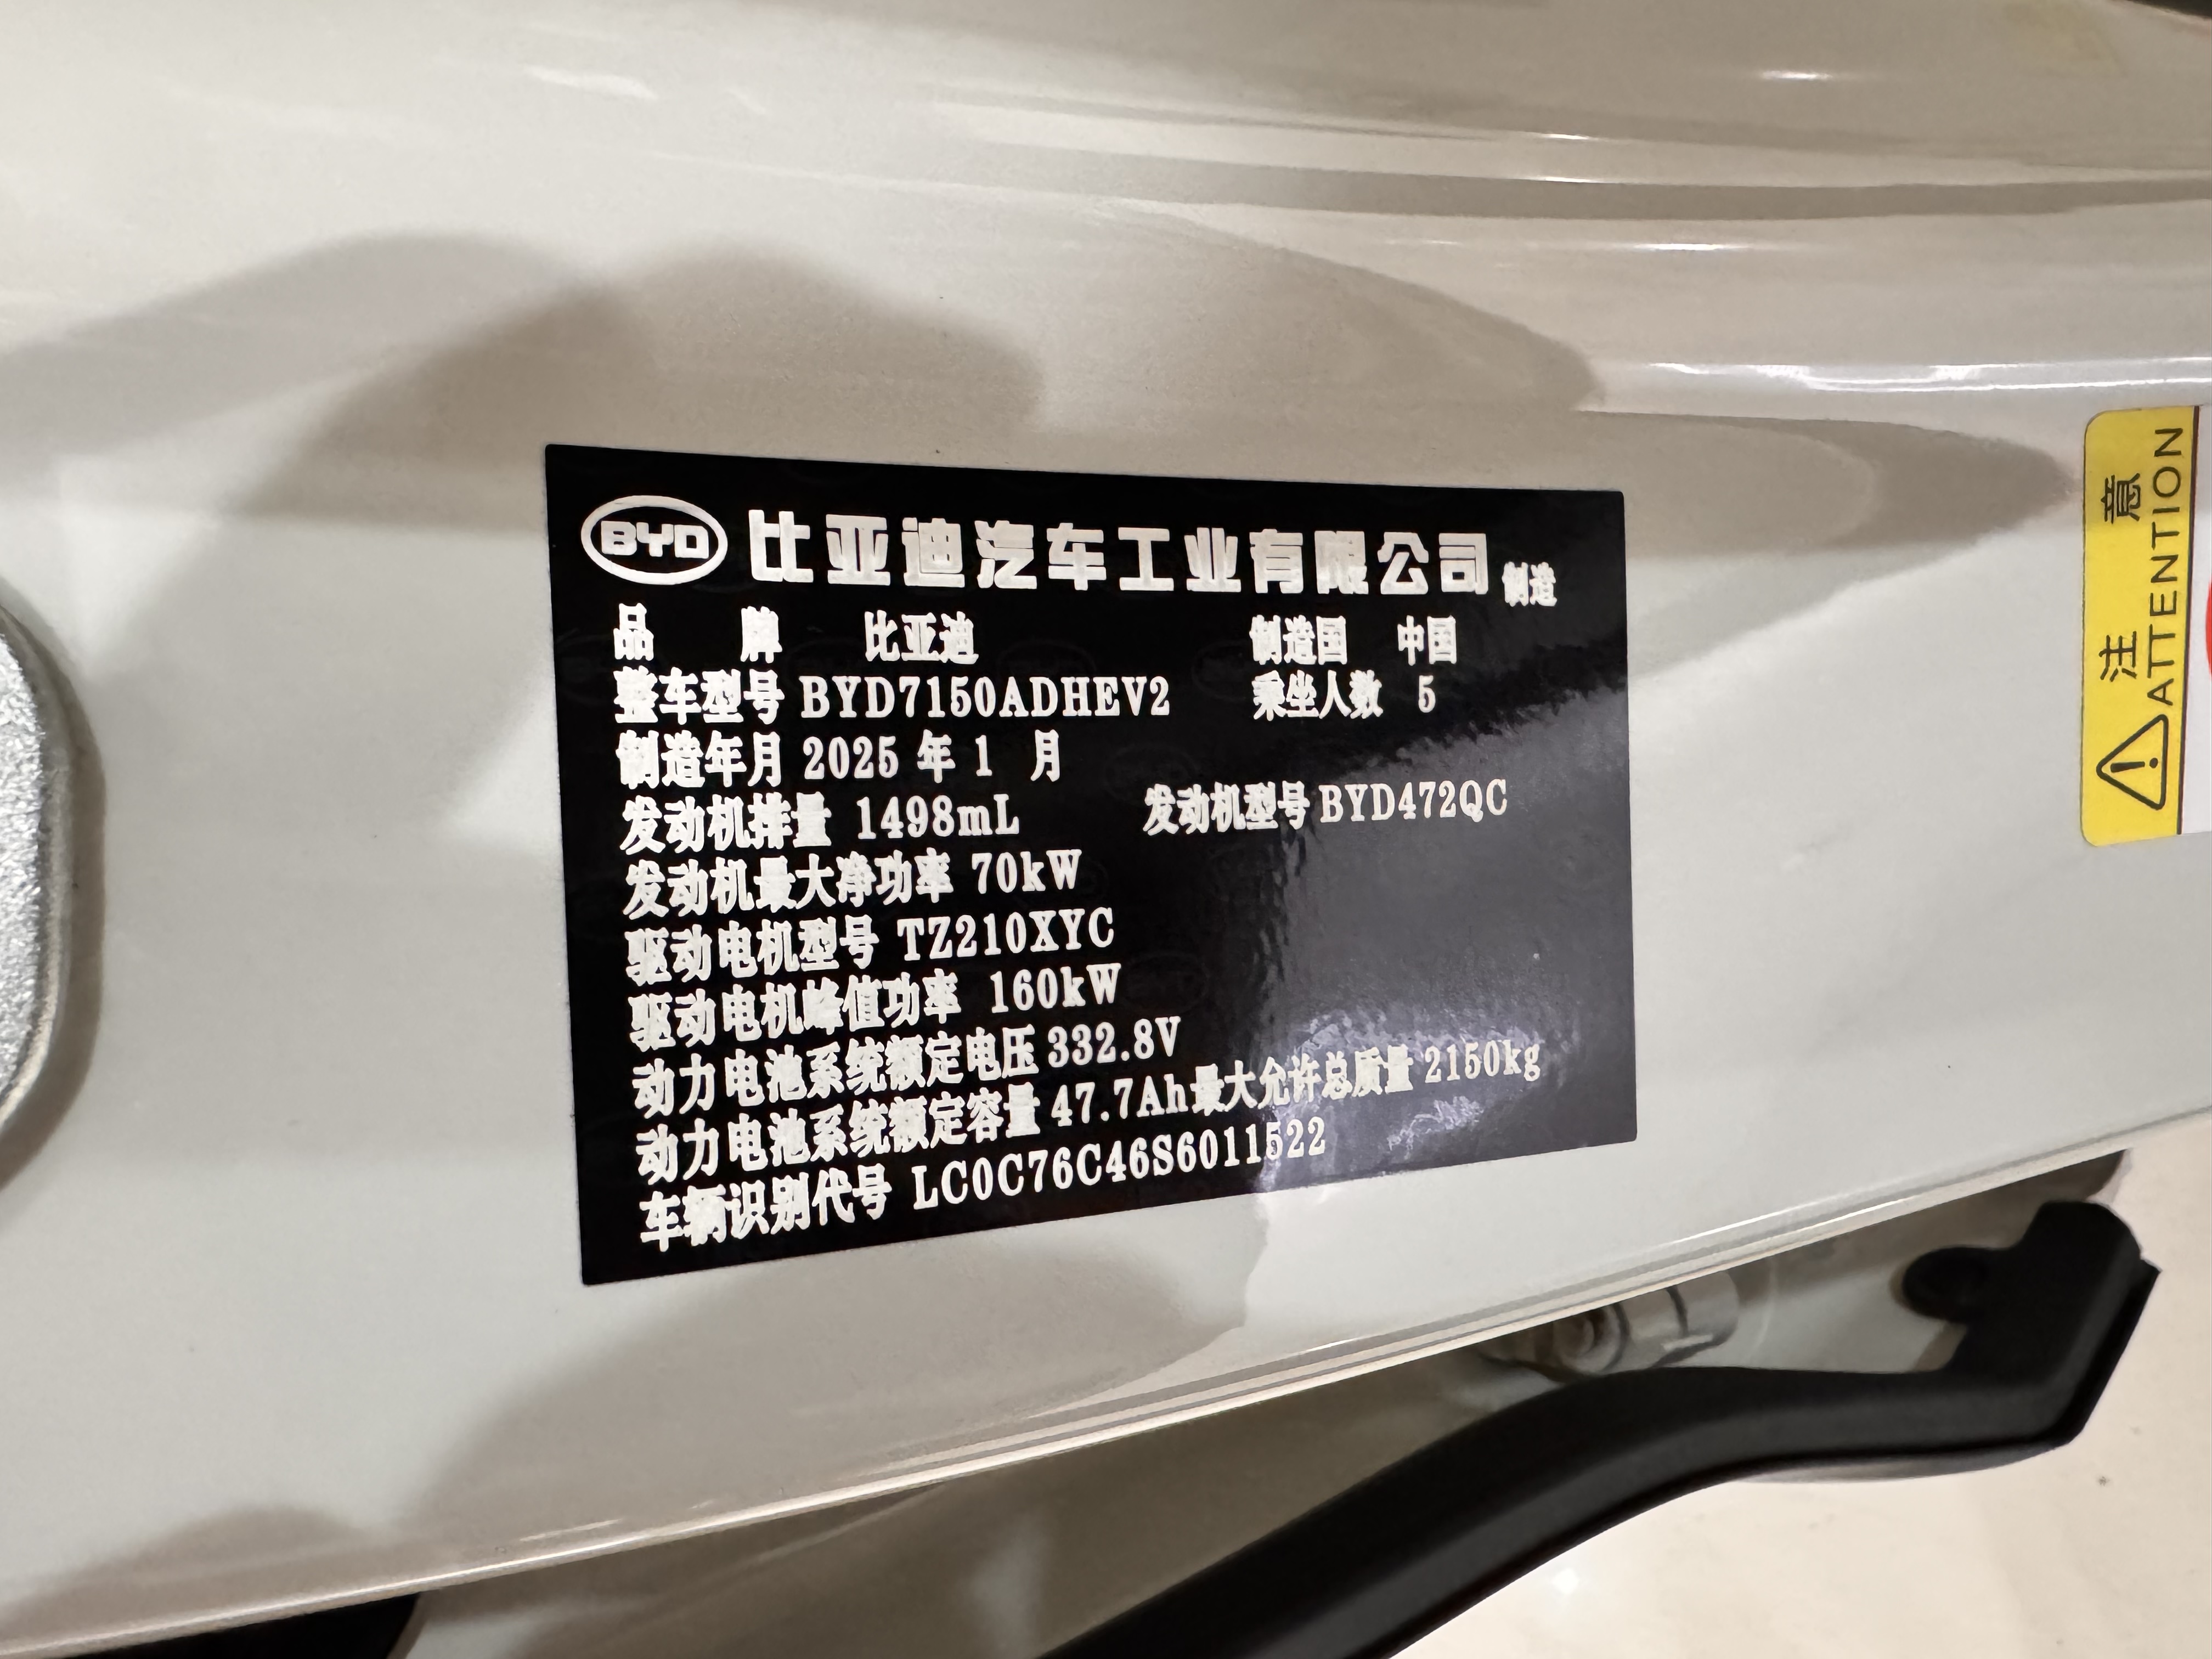 BYD 比亚迪汽车工业有限公司 制造
品 牌 比亚迪 制造国 中国
整车型号 BYD7150ADHEV2 乘坐人数 5
制造年月 2025 年 1 月
发动机排量 1498mL 发动机型号 BYD472QC
发动机最大净功率 70kW
驱动电机型号 TZ210XYC
驱动电机峰值功率 160kW
动力电池系统额定电压 332.8V
动力电池系统额定容量 47.7Ah 最大允许总质量 2150kg
车辆识别代号 LC0C76C46S6011522
注 意
ATTENTION